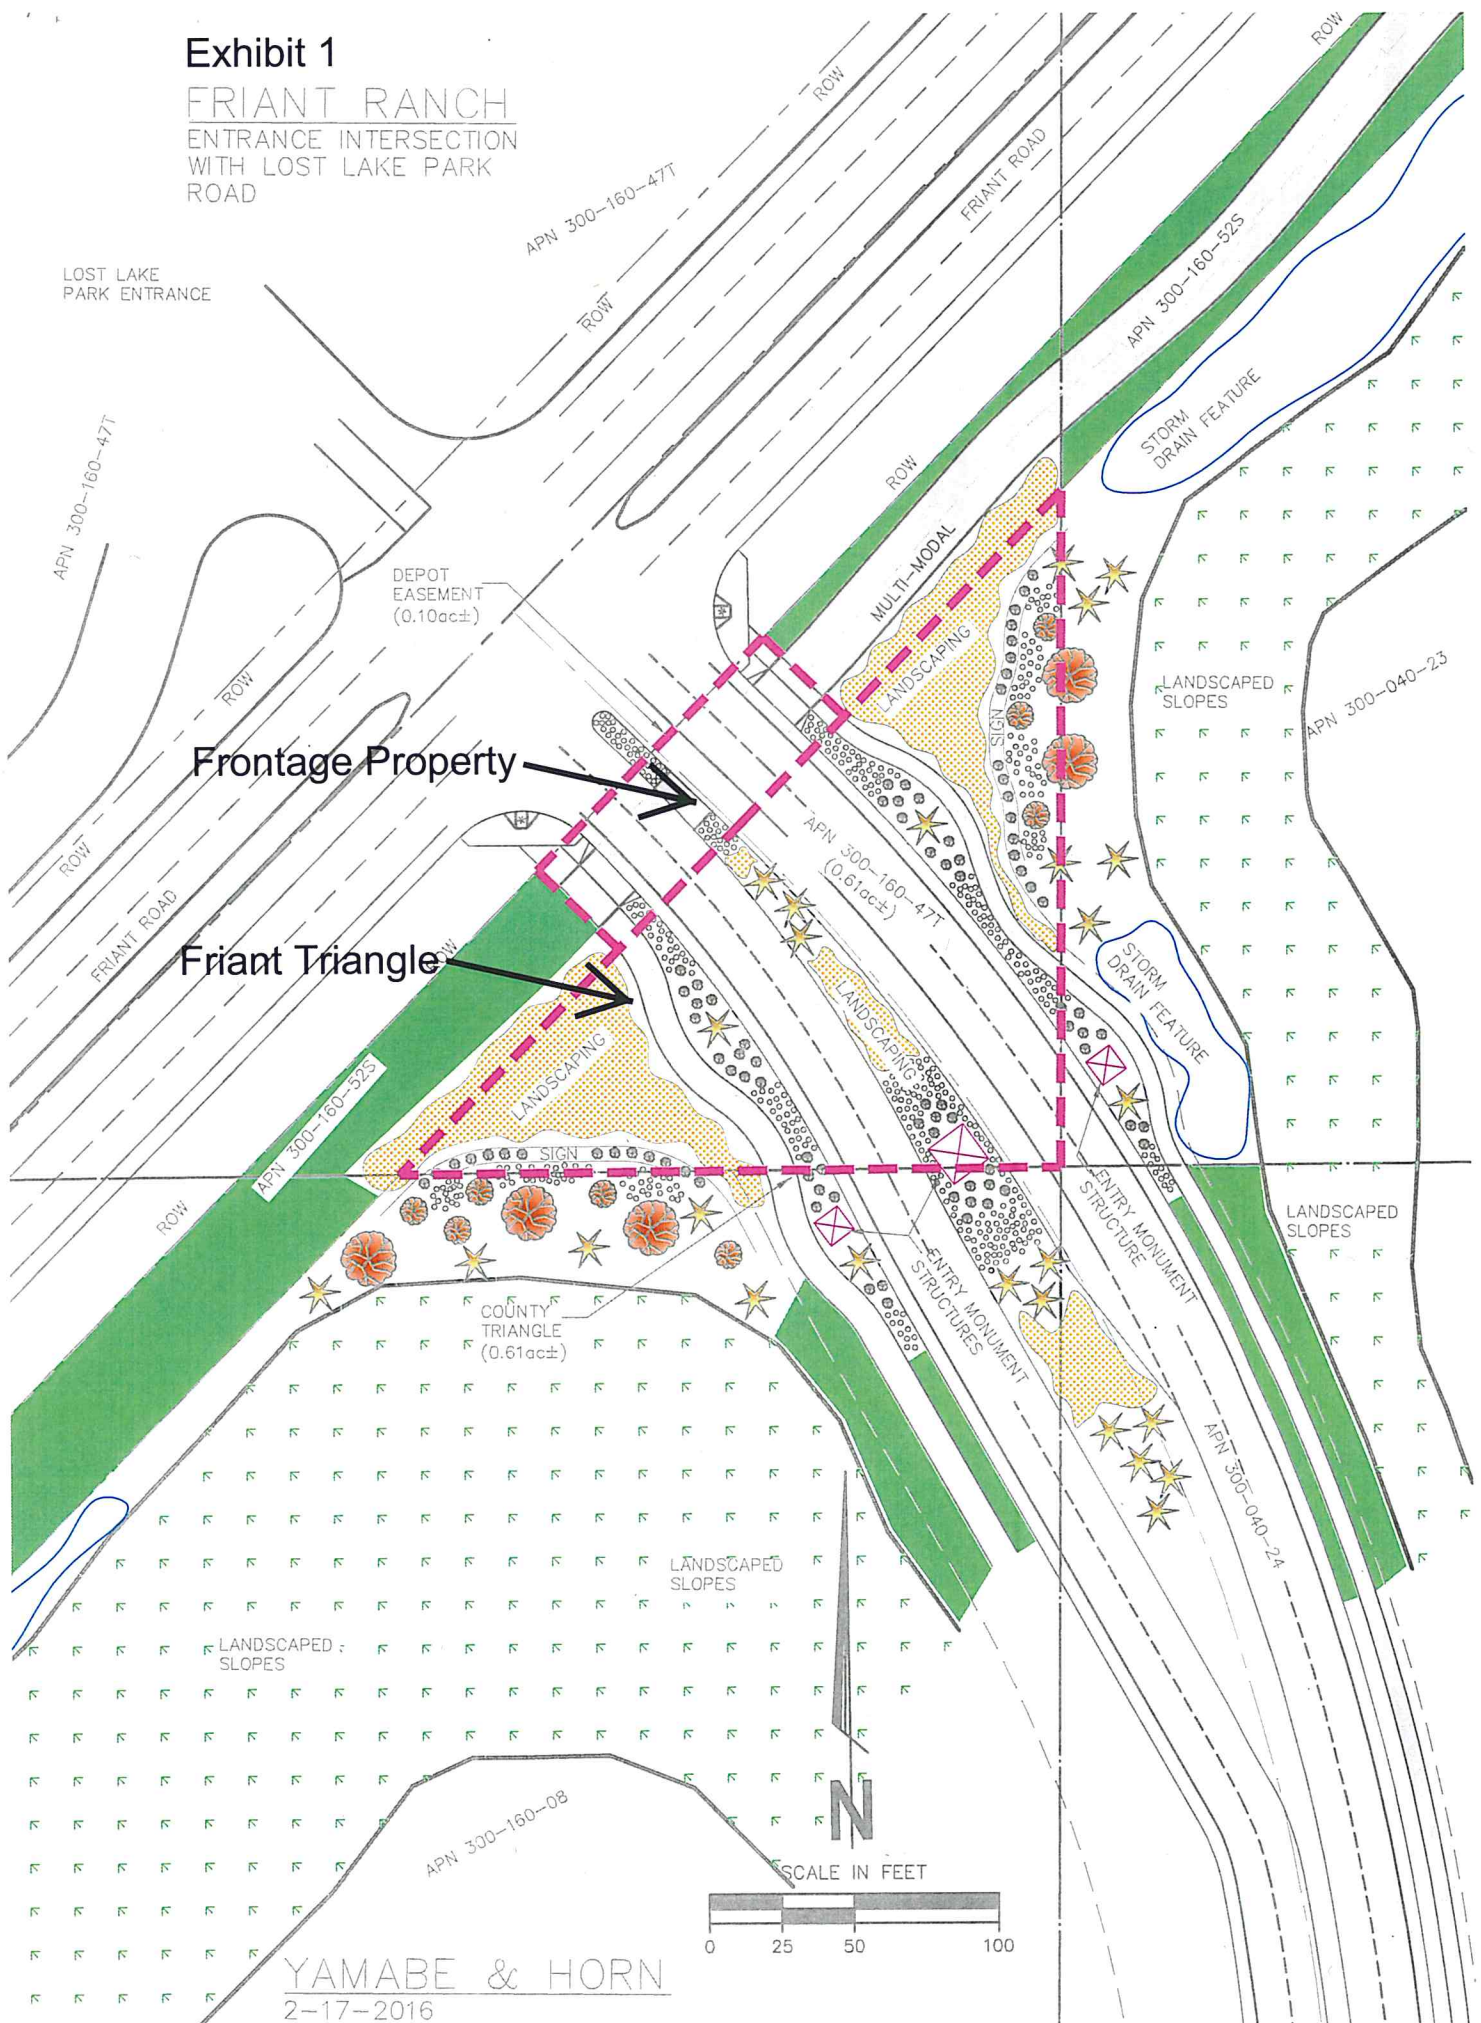 Exhibit 1
FRIANT RANCH
ENTRANCE INTERSECTION
WITH LOST LAKE PARK
ROAD
ROW
ROW
APN 300-160-47T
FRIANT ROAD
LOST LAKE
PARK ENTRANCE
ROW
APN 300-160-52S
STORM
DRAIN FEATURE
APN 300-160-47T
ROW
MULTI-MODAL
DEPOT
EASEMENT
(0.10ac±)
LANDSCAPING
SIGN
LANDSCAPED
SLOPES
APN 300-040-23
ROW
Frontage Property
APN 300-160-47T
(0.61ac±)
ROW
FRIANT ROAD
ROW
Friant Triangle
STORM
DRAIN FEATURE
LANDSCAPING
LANDSCAPING
APN 300-160-52S
SIGN
ROW
ENTRY MONUMENT
STRUCTURE
LANDSCAPED
SLOPES
ENTRY MONUMENT
STRUCTURES
COUNTY
TRIANGLE
(0.61ac±)
APN 300-040-24
LANDSCAPED
SLOPES
LANDSCAPED
SLOPES
APN 300-160-08
N
SCALE IN FEET
0 25 50 100
YAMABE & HORN
2-17-2016